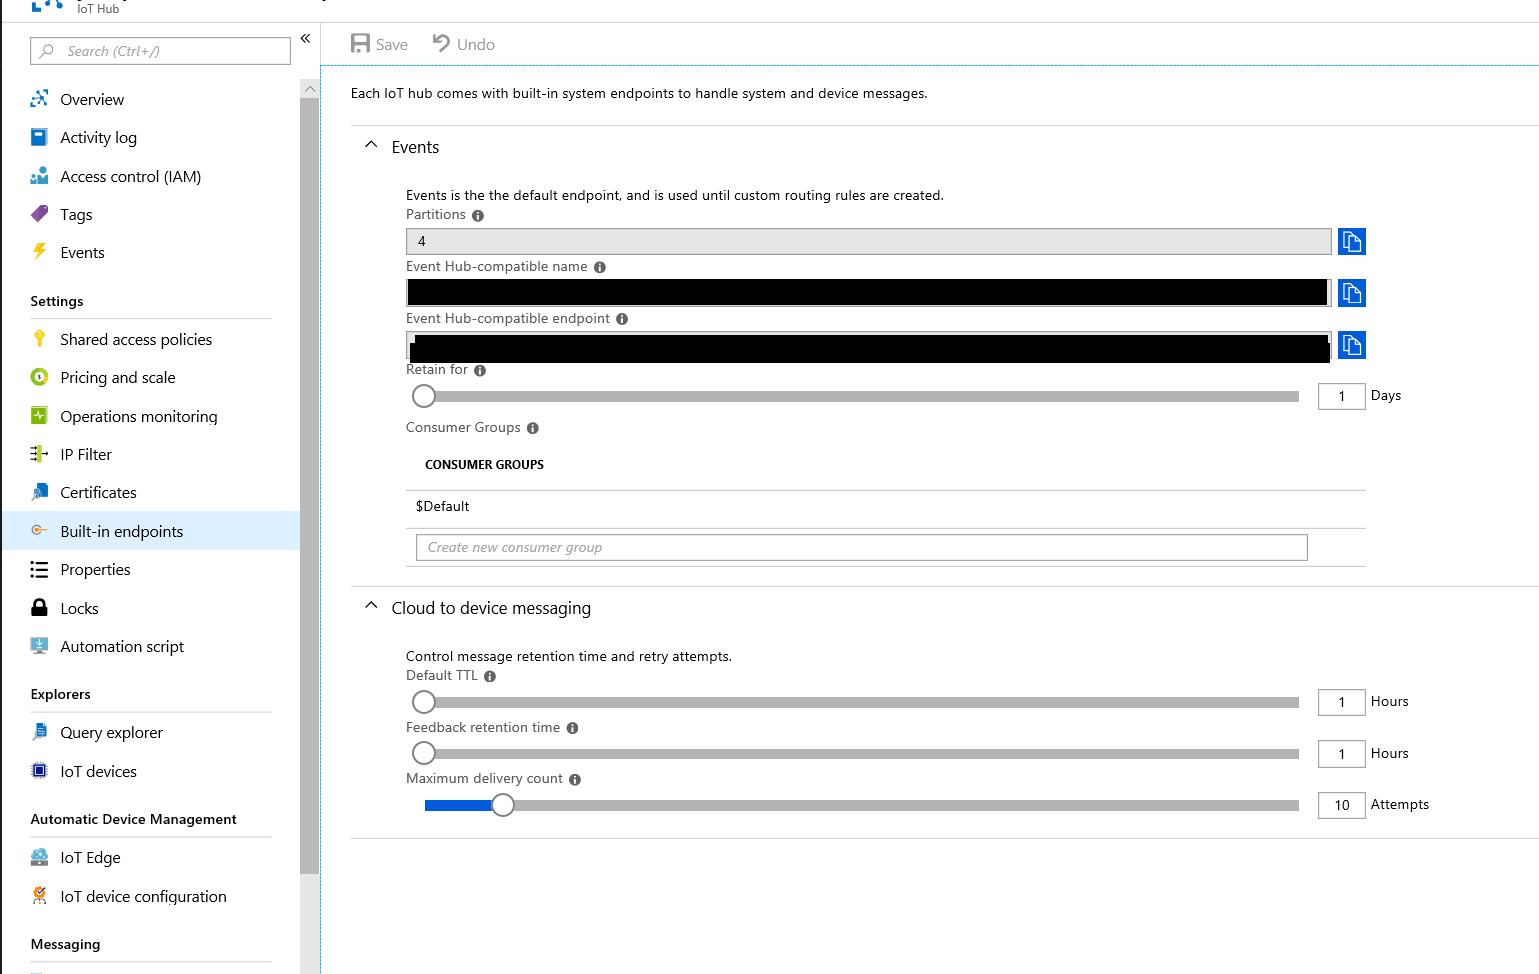 IoT Hub
Search (Ctrl+/)
«
Save
Undo
Overview
Activity log
Access control (IAM)
Tags
Events
Settings
Shared access policies
Pricing and scale
Operations monitoring
IP Filter
Certificates
Built-in endpoints
Properties
Locks
Automation script
Explorers
Query explorer
IoT devices
Automatic Device Management
IoT Edge
IoT device configuration
Messaging
Each IoT hub comes with built-in system endpoints to handle system and device messages.
Events
Events is the the default endpoint, and is used until custom routing rules are created.
Partitions
4
Event Hub-compatible name
Event Hub-compatible endpoint
Retain for
1 Days
Consumer Groups
CONSUMER GROUPS
$Default
Create new consumer group
Cloud to device messaging
Control message retention time and retry attempts.
Default TTL
1 Hours
Feedback retention time
1 Hours
Maximum delivery count
10 Attempts